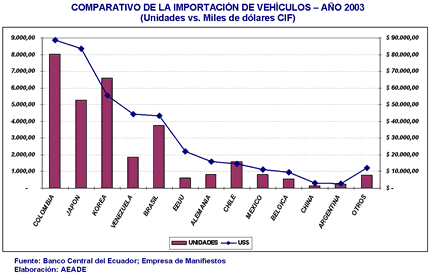 COMPARATIVO DE LA IMPORTACIÓN DE VEHÍCULOS – AÑO 2003
(Unidades vs. Miles de dólares CIF)
9.000,00
8.000,00
7.000,00
6.000,00
5.000,00
4.000,00
3.000,00
2.000,00
1.000,00
-
$ 90.000,00
$ 80.000,00
$ 70.000,00
$ 60.000,00
$ 50.000,00
$ 40.000,00
$ 30.000,00
$ 20.000,00
$ 10.000,00
$ -
COLOMBIA
JAPON
KOREA
VENEZUELA
BRASIL
EEUU
ALEMANIA
CHILE
MEXICO
BELGICA
CHINA
ARGENTINA
OTROS
UNIDADES US$
Fuente: Banco Central del Ecuador; Empresa de Manifiestos
Elaboración: AEADE